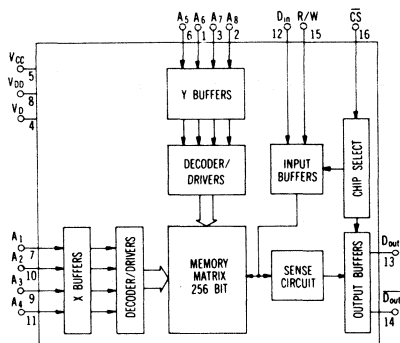 A5 A6 A7 A8 Din R/W CS
6 1 3 2 12 15 16
VCC
5
VDD
8
VD
4
Y BUFFERS
DECODER/
DRIVERS
INPUT
BUFFERS
CHIP SELECT
A1
7
A2
10
A3
9
A4
11
X BUFFERS
DECODER/DRIVERS
MEMORY
MATRIX
256 BIT
SENSE
CIRCUIT
OUTPUT BUFFERS
Dout
13
Dout
14